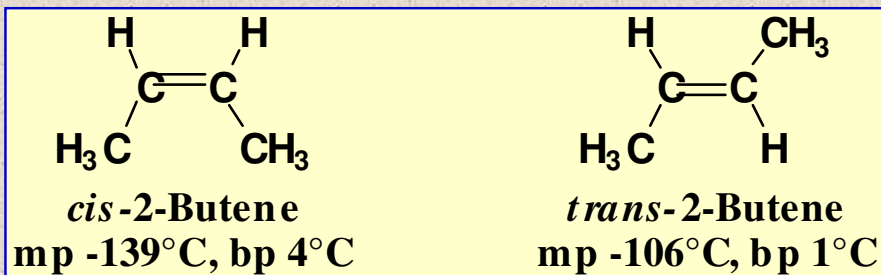 H H H CH3
C=C C=C
H3C CH3 H3C H
cis-2-Butene trans-2-Butene
mp -139°C, bp 4°C mp -106°C, bp 1°C